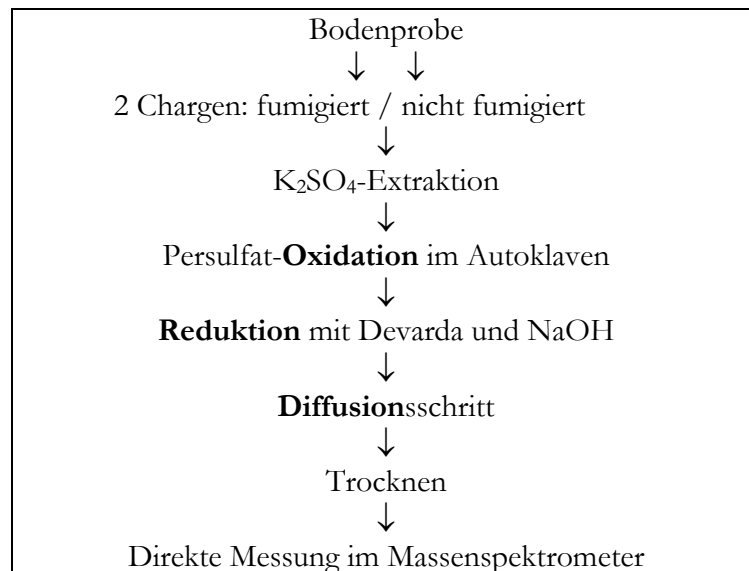 Bodenprobe
↓ ↓
2 Chargen: fumigiert / nicht fumigiert
↓
K₂SO₄-Extraktion
↓
Persulfat-Oxidation im Autoklaven
↓
Reduktion mit Devarda und NaOH
↓
Diffusionsschritt
↓
Trocknen
↓
Direkte Messung im Massenspektrometer